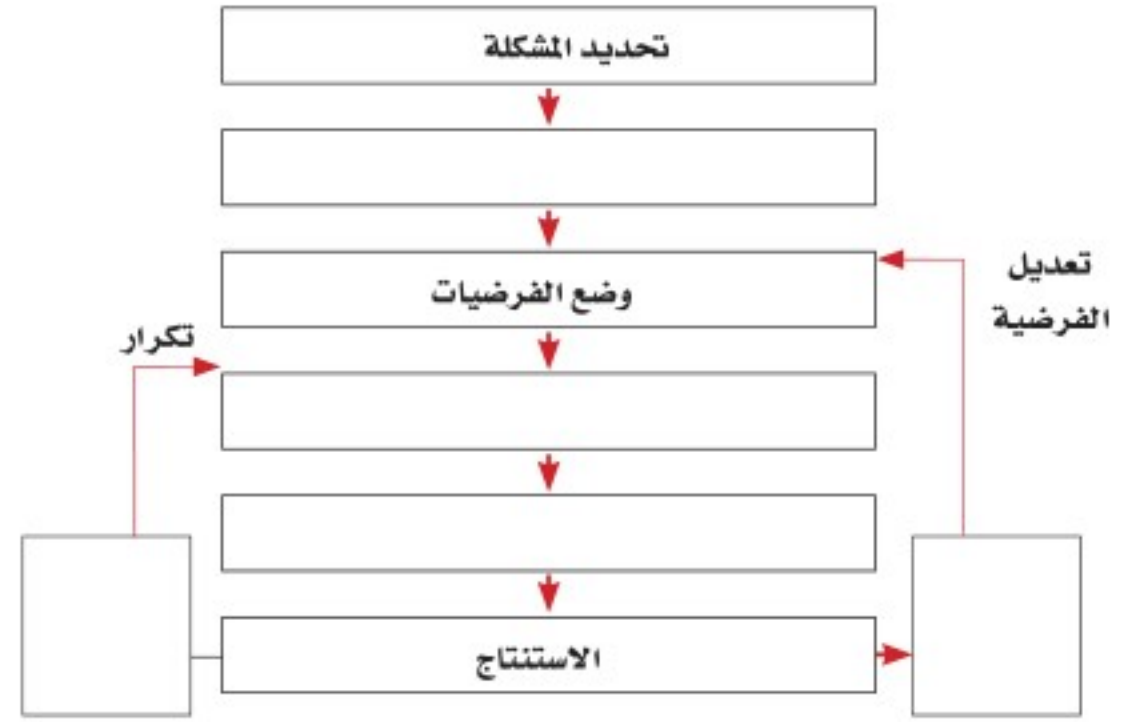 تحديد المشكلة
وضع الفرضيات
تعديل
الفرضية
تكرار
الاستنتاج